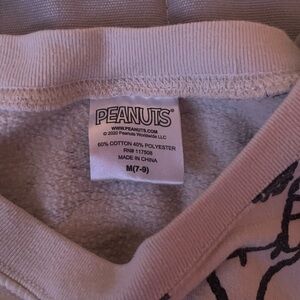 PEANUTS
WWW.PEANUTS.COM
© 2020 Peanuts Worldwide LLC
60% COTTON 40% POLYESTER
RN# 117508
MADE IN CHINA
M(7-9)